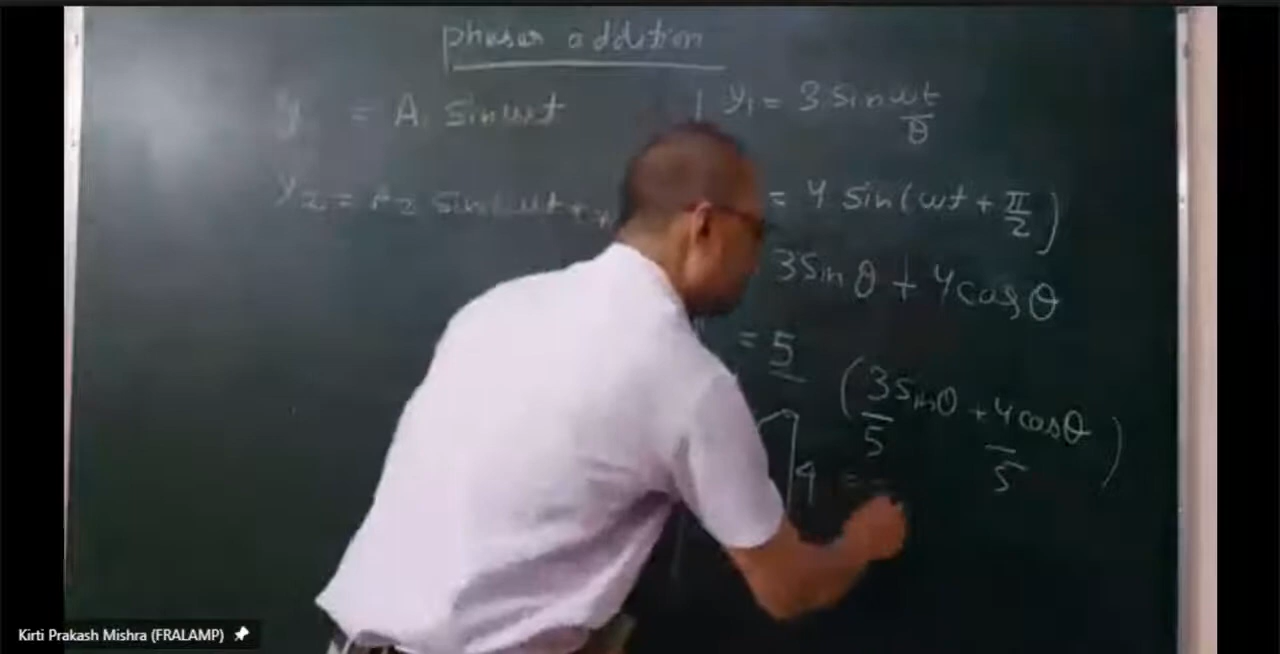 phasor addition
y₁ = A₁ sin ωt
y₁ = 3 sin ωt
θ
y₂ = A₂ sin(ωt +
= 4 sin(ωt + π/2)
3 sin θ + 4 cos θ
= 5 (3 sin θ/5 + 4 cos θ/5)
4 =
Kirti Prakash Mishra (FRALAMP)